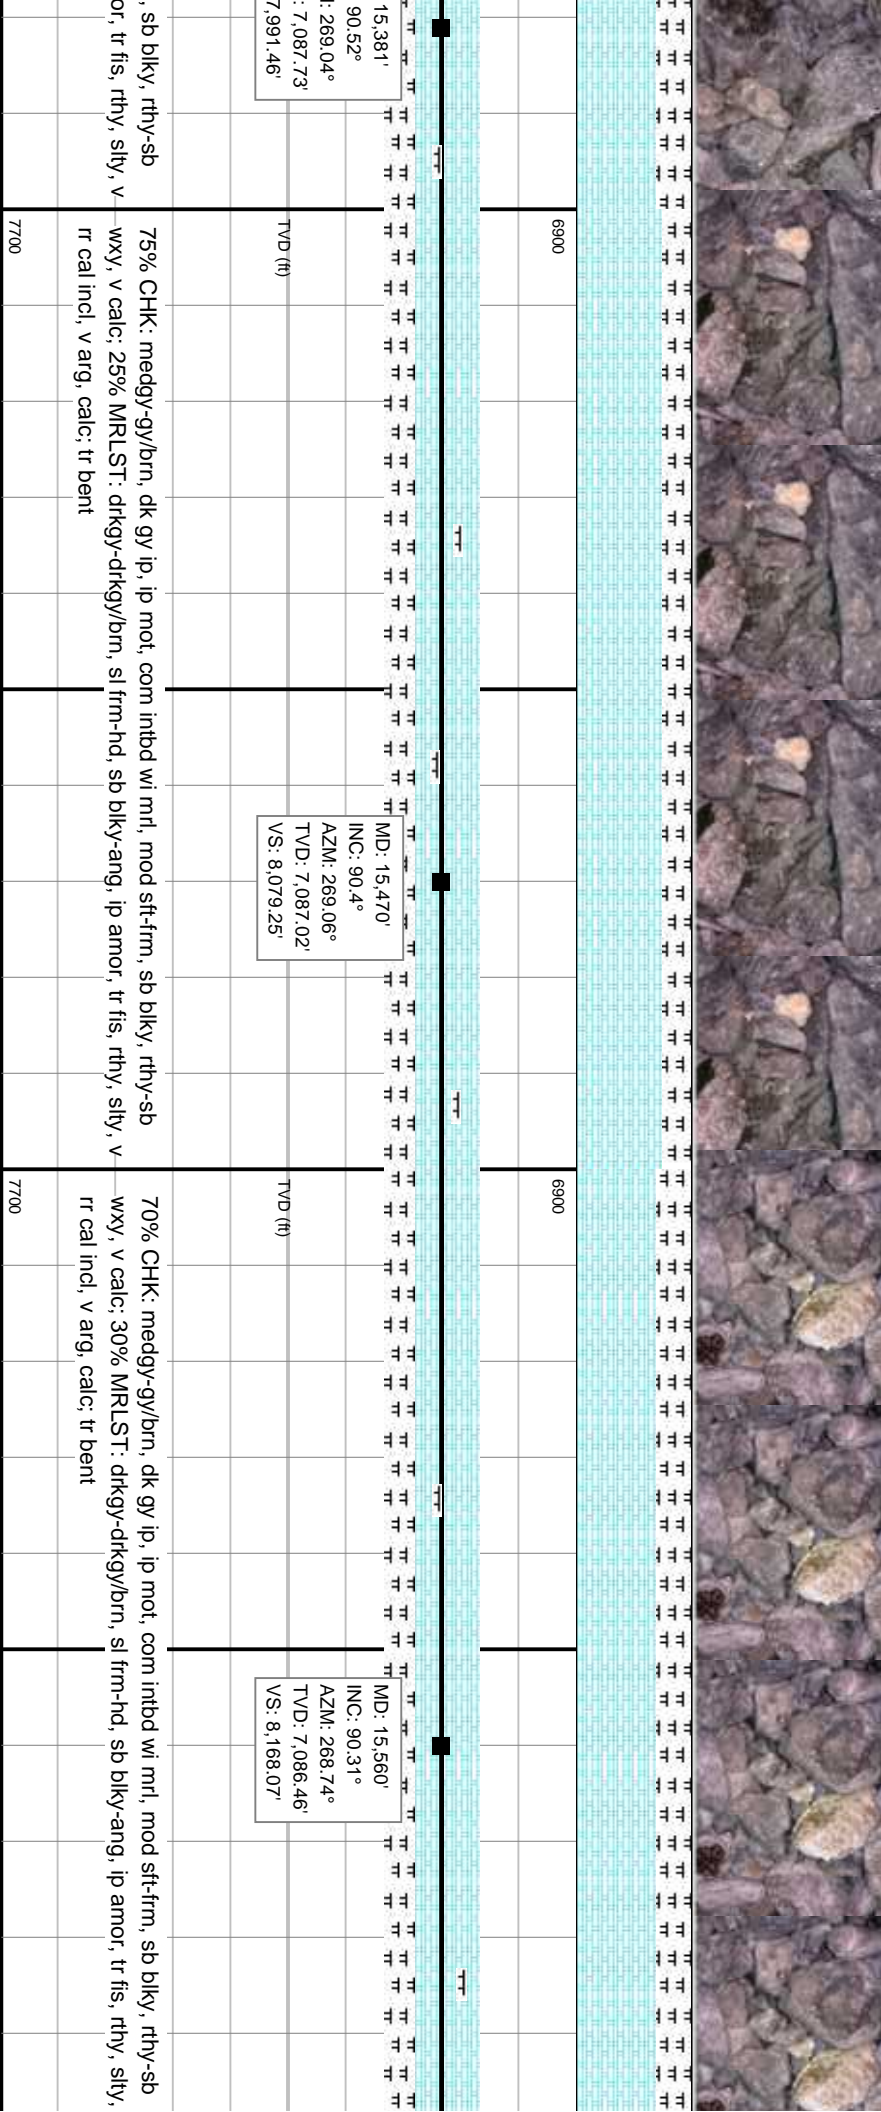 15,381'
90.52°
: 269.04°
: 7,087.73'
7,991.46'
, sb blky, rthy-sb
or, tr fis, rthy, slty, v
6900
TVD (ft)
7700
75% CHK: medgy-gy/brn, dk gy ip, ip mot, com intbd wi mrl, mod sft-frm, sb blky, rthy-sb
wxy, v calc; 25% MRLST: drkgy-drkgy/brn, sl frm-hd, sb blky-ang, ip amor, tr fis, rthy, slty, v
rr cal incl, v arg, calc; tr bent
MD: 15,470'
INC: 90.4°
AZM: 269.06°
TVD: 7,087.02'
VS: 8,079.25'
6900
TVD (ft)
7700
70% CHK: medgy-gy/brn, dk gy ip, ip mot, com intbd wi mrl, mod sft-frm, sb blky, rthy-sb
wxy, v calc; 30% MRLST: drkgy-drkgy/brn, sl frm-hd, sb blky-ang, ip amor, tr fis, rthy, slty,
rr cal incl, v arg, calc; tr bent
MD: 15,560'
INC: 90.31°
AZM: 268.74°
TVD: 7,086.46'
VS: 8,168.07'